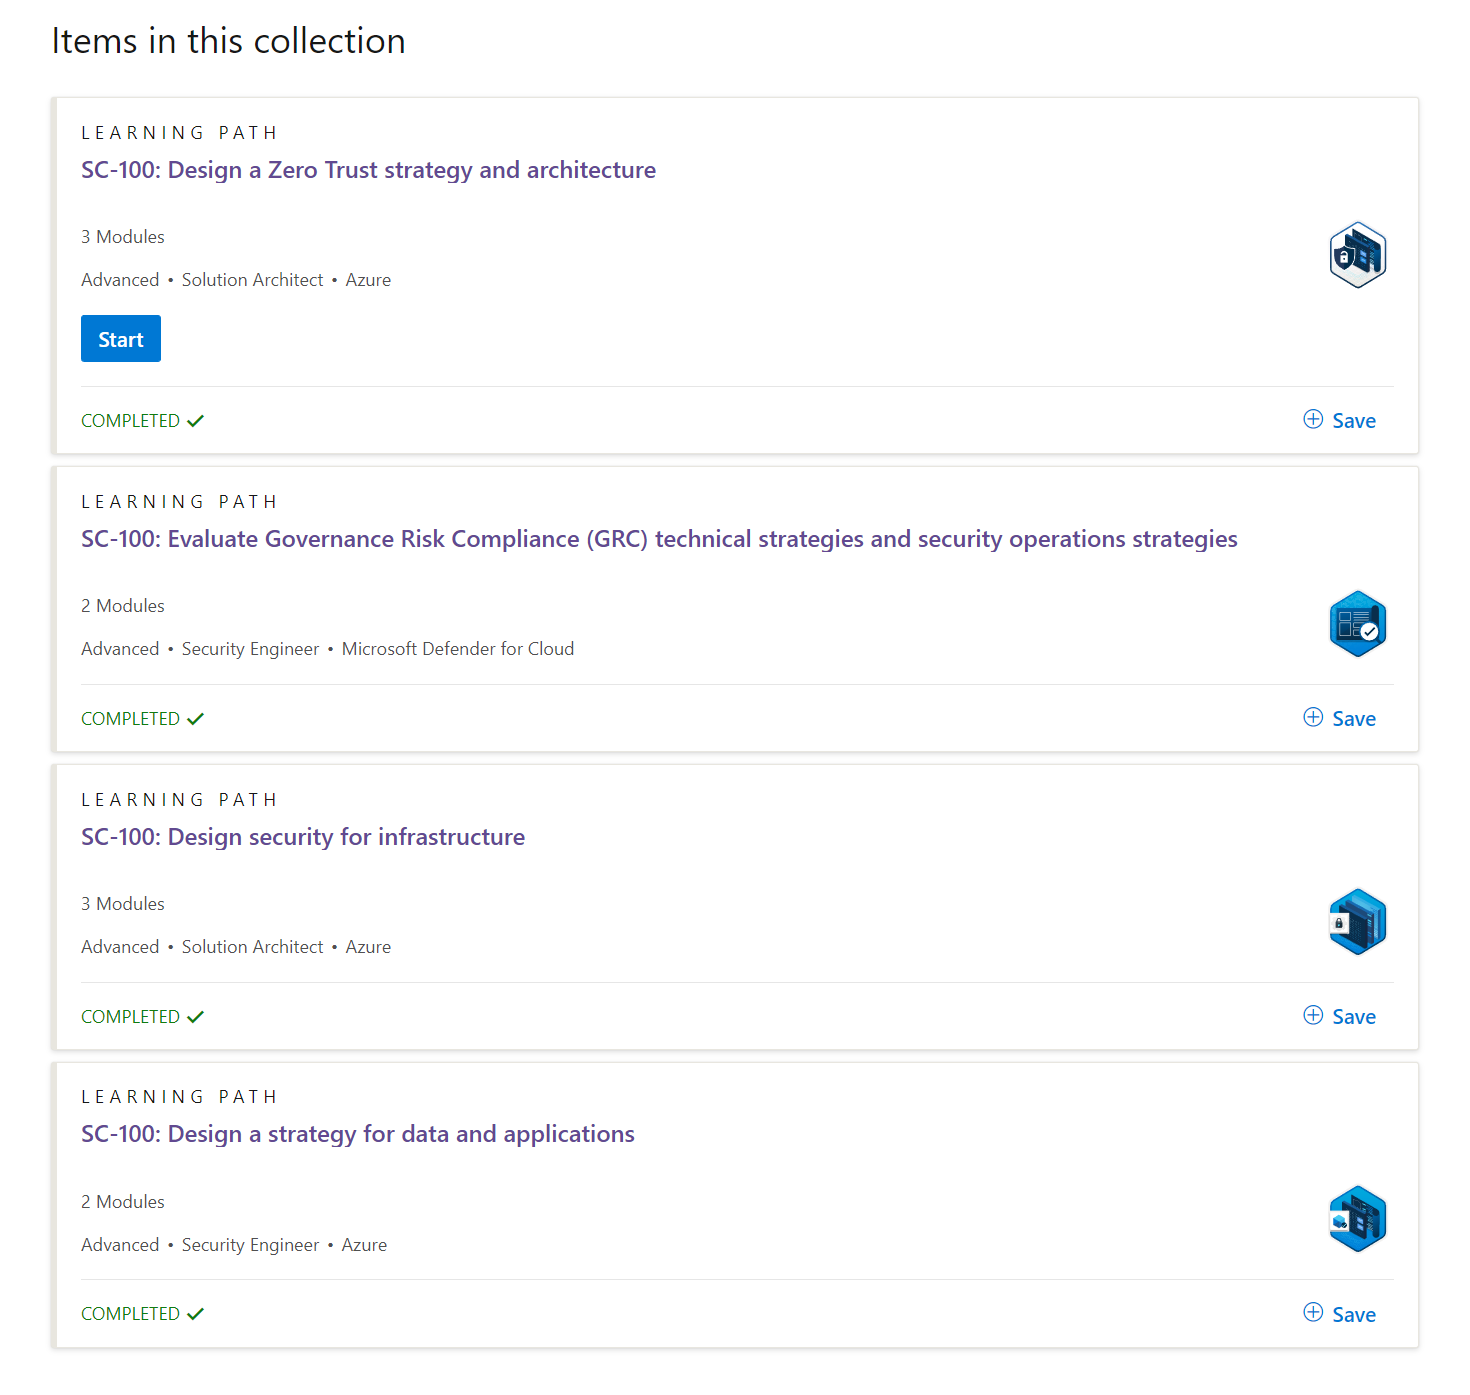 Items in this collection
LEARNING PATH
SC-100: Design a Zero Trust strategy and architecture
3 Modules
Advanced • Solution Architect • Azure
Start
COMPLETED ✓
Save
LEARNING PATH
SC-100: Evaluate Governance Risk Compliance (GRC) technical strategies and security operations strategies
2 Modules
Advanced • Security Engineer • Microsoft Defender for Cloud
COMPLETED ✓
Save
LEARNING PATH
SC-100: Design security for infrastructure
3 Modules
Advanced • Solution Architect • Azure
COMPLETED ✓
Save
LEARNING PATH
SC-100: Design a strategy for data and applications
2 Modules
Advanced • Security Engineer • Azure
COMPLETED ✓
Save